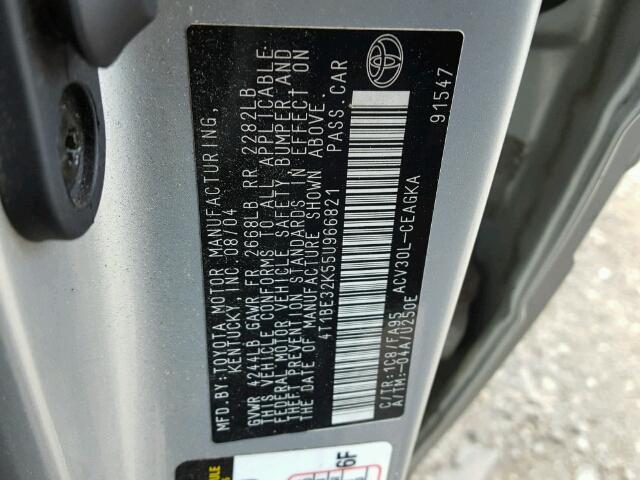 MFD BY: TOYOTA MOTOR MANUFACTURING,
KENTUCKY, INC. 08/04
GVWR 4244LB GAWR FR 2668LB RR 2282LB
THIS VEHICLE CONFORMS TO ALL APPLICABLE
FEDERAL MOTOR VEHICLE SAFETY, BUMPER, AND
THEFT PREVENTION STANDARDS IN EFFECT ON
THE DATE OF MANUFACTURE SHOWN ABOVE.
4T1BE32K55U966821 PASS. CAR
C/TR: 1C8/FA95 ACV30L-CEAGKA
A/TM: -04A/U250E
91547
6F